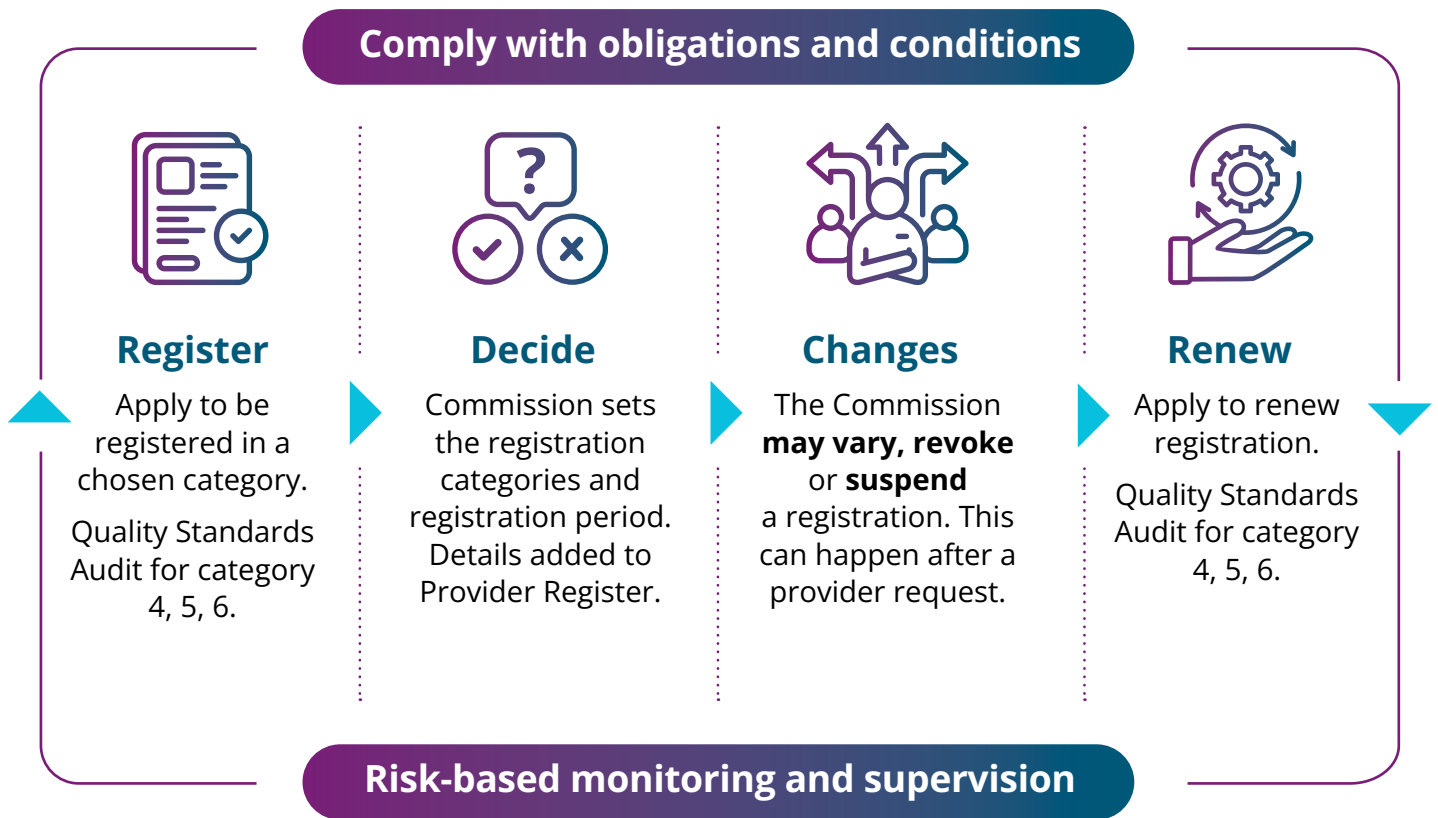 Comply with obligations and conditions
?
Register
Apply to be
registered in a
chosen category.
Quality Standards
Audit for category
4, 5, 6.
Decide
Commission sets
the registration
categories and
registration period.
Details added to
Provider Register.
Changes
The Commission
may vary, revoke
or suspend
a registration. This
can happen after a
provider request.
Renew
Apply to renew
registration.
Quality Standards
Audit for category
4, 5, 6.
Risk-based monitoring and supervision